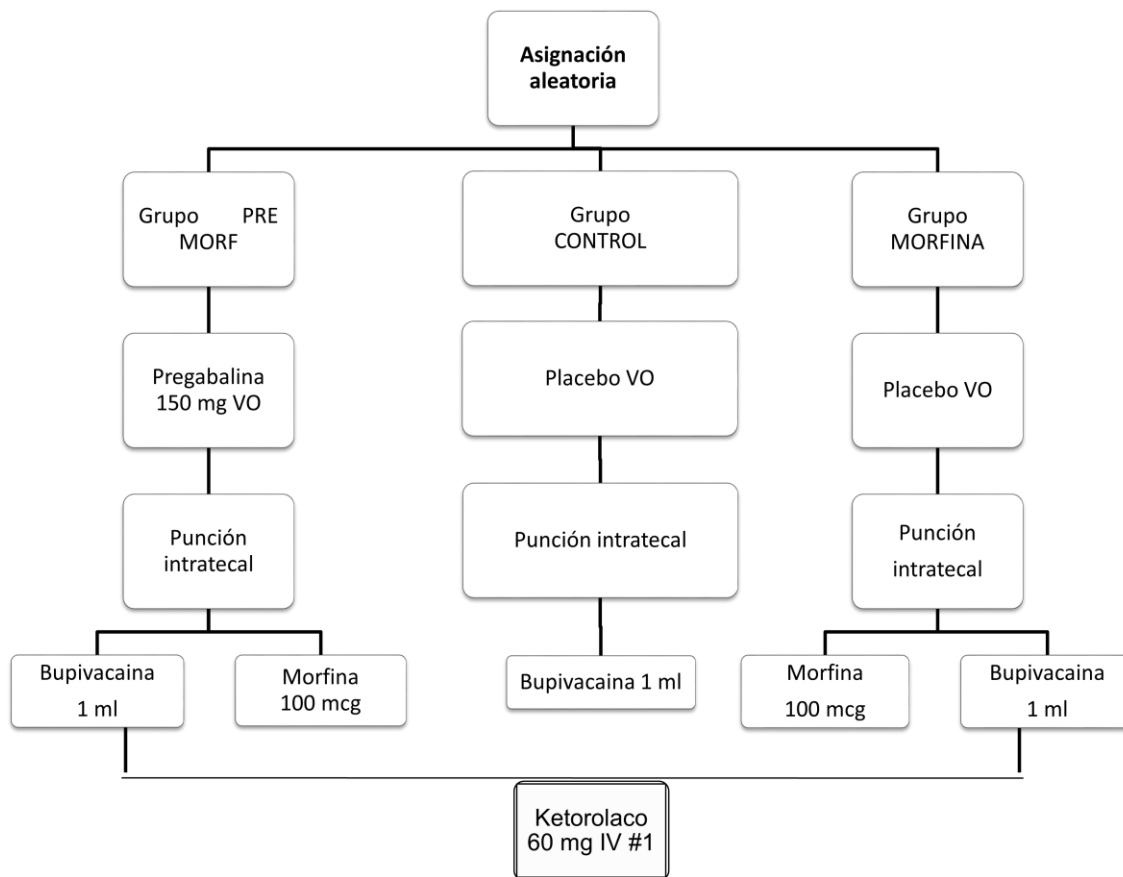 Asignación
aleatoria
Grupo PRE
MORF
Grupo
CONTROL
Grupo
MORFINA
Pregabalina
150 mg VO
Placebo VO
Placebo VO
Punción
intratecal
Punción intratecal
Punción
intratecal
Bupivacaina
1 ml
Morfina
100 mcg
Bupivacaina 1 ml
Morfina
100 mcg
Bupivacaina
1 ml
Ketorolaco
60 mg IV #1